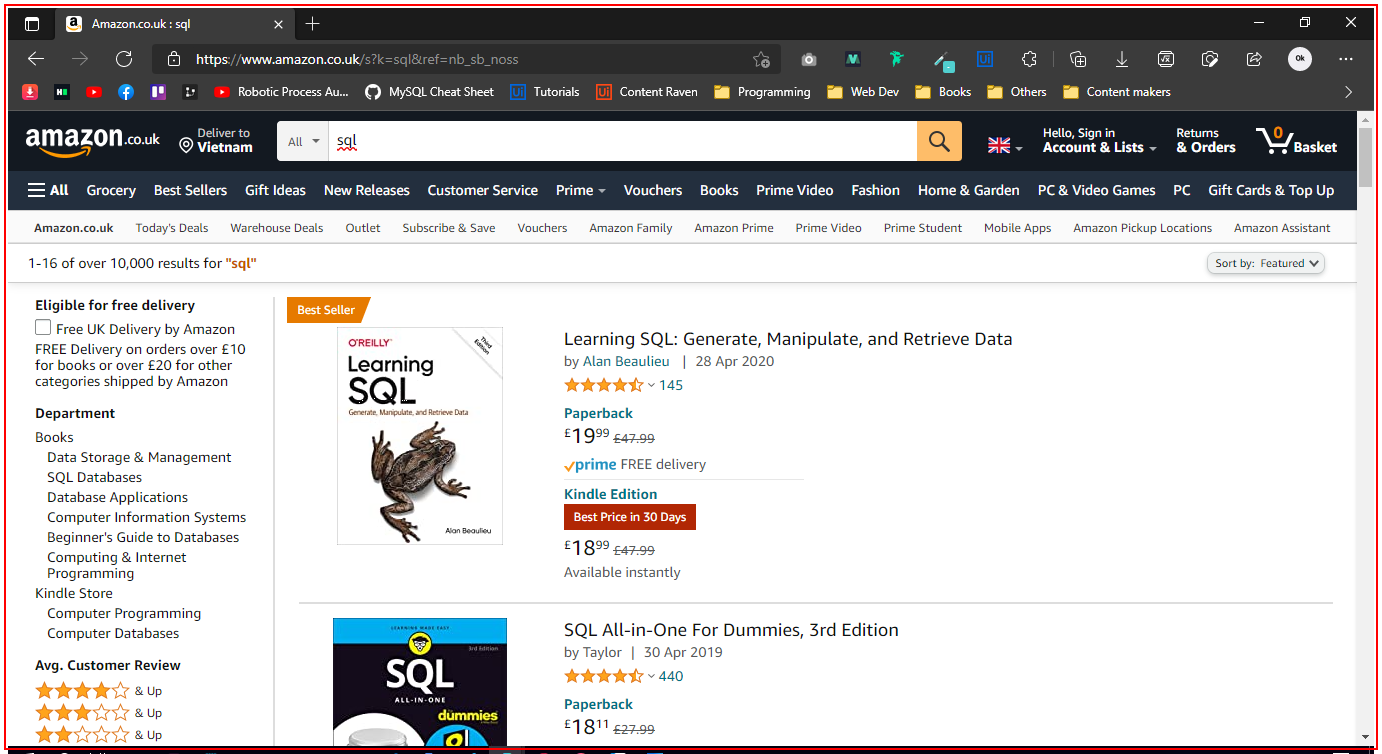 Amazon.co.uk : sql
https://www.amazon.co.uk/s?k=sql&ref=nb_sb_noss
Ui
Ok
Robotic Process Au...
MySQL Cheat Sheet
Ui Tutorials
Ui Content Raven
Programming
Web Dev
Books
Others
Content makers
amazon.co.uk
Deliver to
Vietnam
All
sql
Hello, Sign in
Account & Lists
Returns
& Orders
0
Basket
All Grocery Best Sellers Gift Ideas New Releases Customer Service Prime Vouchers Books Prime Video Fashion Home & Garden PC & Video Games PC Gift Cards & Top Up
Amazon.co.uk Today's Deals Warehouse Deals Outlet Subscribe & Save Vouchers Amazon Family Amazon Prime Prime Video Prime Student Mobile Apps Amazon Pickup Locations Amazon Assistant
1-16 of over 10,000 results for "sql"
Sort by: Featured
Eligible for free delivery
Free UK Delivery by Amazon
FREE Delivery on orders over £10
for books or over £20 for other
categories shipped by Amazon
Department
Books
Data Storage & Management
SQL Databases
Database Applications
Computer Information Systems
Beginner's Guide to Databases
Computing & Internet
Programming
Kindle Store
Computer Programming
Computer Databases
Avg. Customer Review
& Up
& Up
& Up
Best Seller
O'REILLY
Third
Edition
Learning
SQL
Generate, Manipulate, and Retrieve Data
Alan Beaulieu
Learning SQL: Generate, Manipulate, and Retrieve Data
by Alan Beaulieu | 28 Apr 2020
145
Paperback
£19.99 £47.99
prime FREE delivery
Kindle Edition
Best Price in 30 Days
£18.99 £47.99
Available instantly
LEARNING MADE EASY
3rd Edition
SQL
ALL-IN-ONE
dummies
SQL All-in-One For Dummies, 3rd Edition
by Taylor | 30 Apr 2019
440
Paperback
£18.11 £27.99